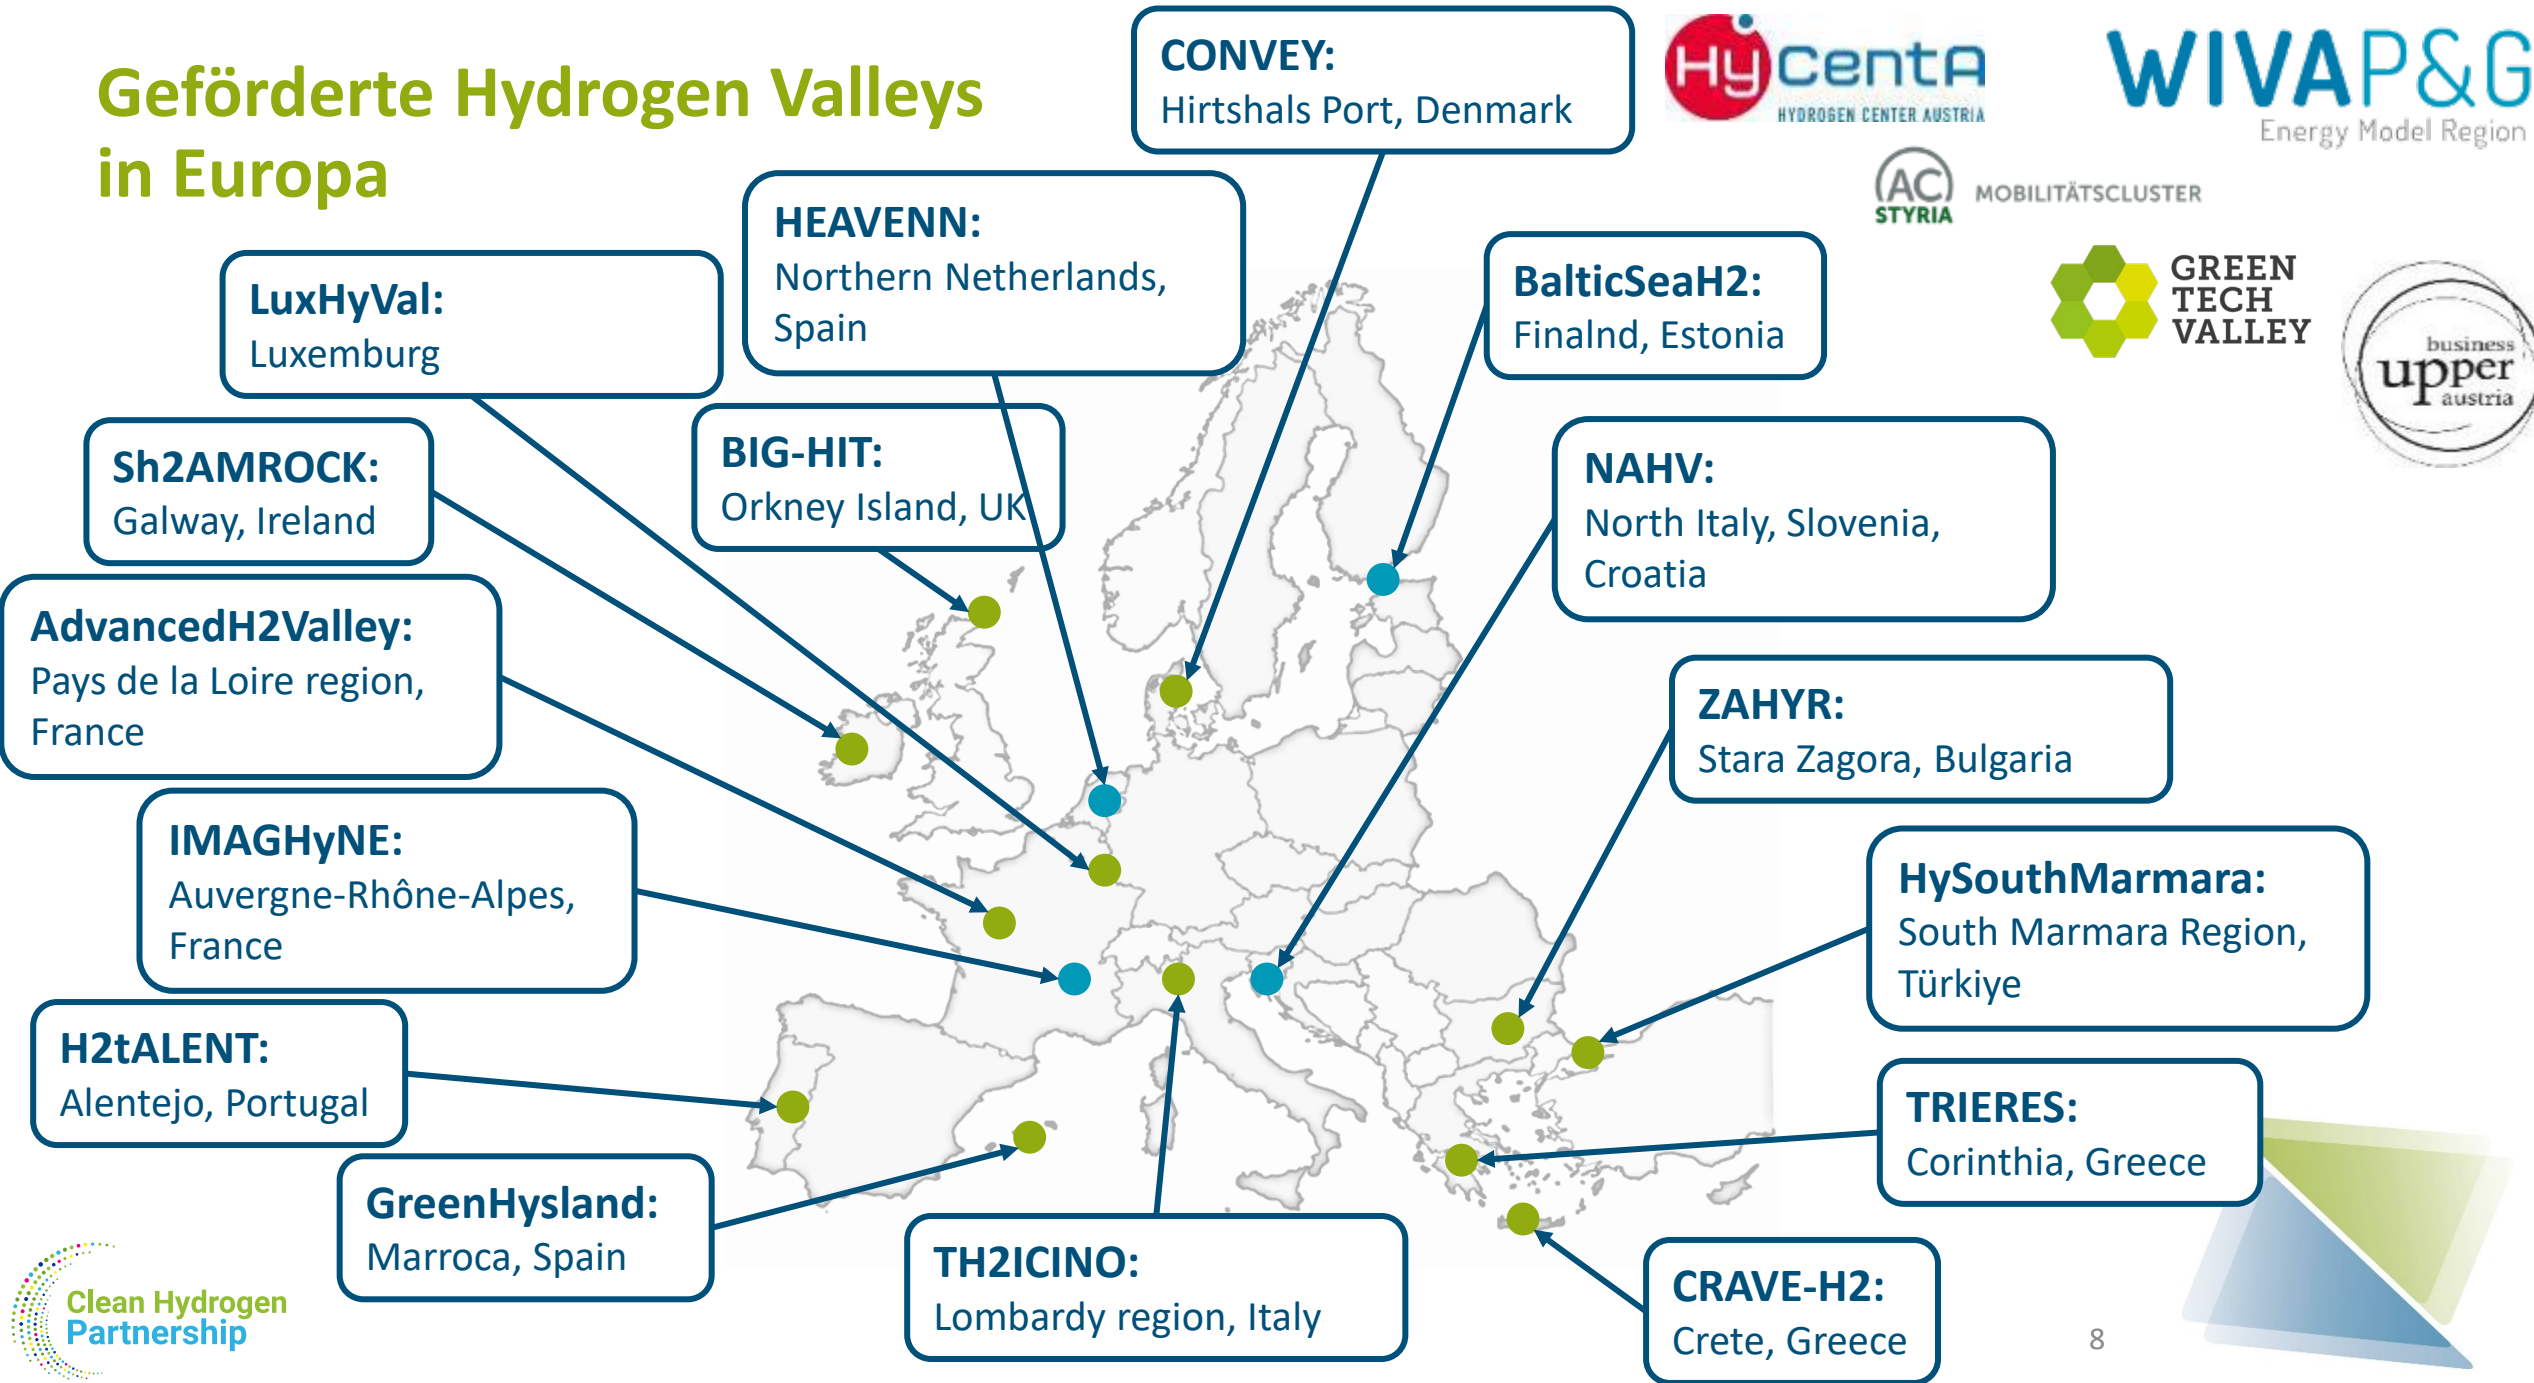 Geförderte Hydrogen Valleys
in Europa
CONVEY:
Hirtshals Port, Denmark
HyCentA
HYDROGEN CENTER AUSTRIA
WIVAP&G
Energy Model Region
AC
STYRIA
MOBILITÄTSCLUSTER
GREEN
TECH
VALLEY
business
upper
austria
HEAVENN:
Northern Netherlands,
Spain
BalticSeaH2:
Finalnd, Estonia
LuxHyVal:
Luxemburg
BIG-HIT:
Orkney Island, UK
Sh2AMROCK:
Galway, Ireland
NAHV:
North Italy, Slovenia,
Croatia
AdvancedH2Valley:
Pays de la Loire region,
France
ZAHYR:
Stara Zagora, Bulgaria
IMAGHyNE:
Auvergne-Rhône-Alpes,
France
HySouthMarmara:
South Marmara Region,
Türkiye
H2tALENT:
Alentejo, Portugal
TRIERES:
Corinthia, Greece
GreenHysland:
Marroca, Spain
TH2ICINO:
Lombardy region, Italy
CRAVE-H2:
Crete, Greece
Clean Hydrogen
Partnership
8